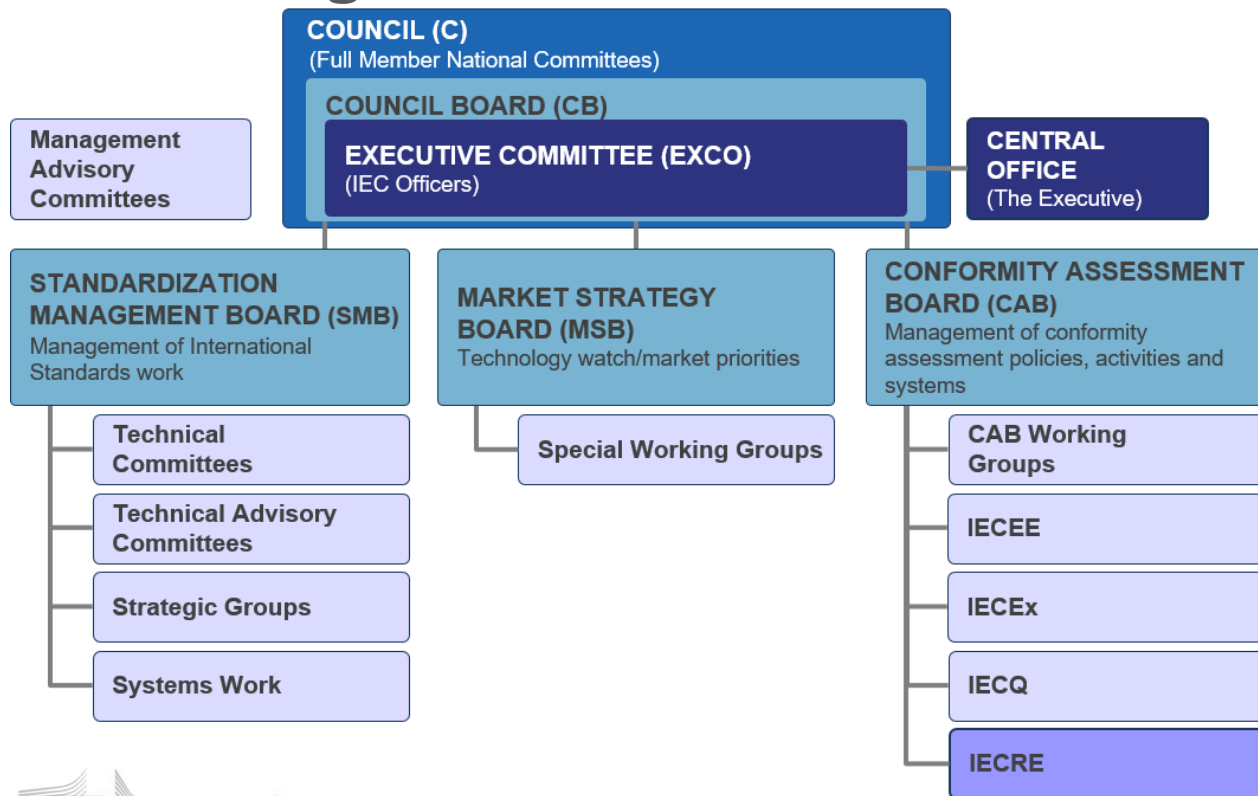 COUNCIL (C)
(Full Member National Committees)
COUNCIL BOARD (CB)
EXECUTIVE COMMITTEE (EXCO)
(IEC Officers)
Management
Advisory
Committees
CENTRAL
OFFICE
(The Executive)
STANDARDIZATION
MANAGEMENT BOARD (SMB)
Management of International
Standards work
Technical
Committees
Technical Advisory
Committees
Strategic Groups
Systems Work
MARKET STRATEGY
BOARD (MSB)
Technology watch/market priorities
Special Working Groups
CONFORMITY ASSESSMENT
BOARD (CAB)
Management of conformity
assessment policies, activities and
systems
CAB Working
Groups
IECEE
IECEx
IECQ
IECRE